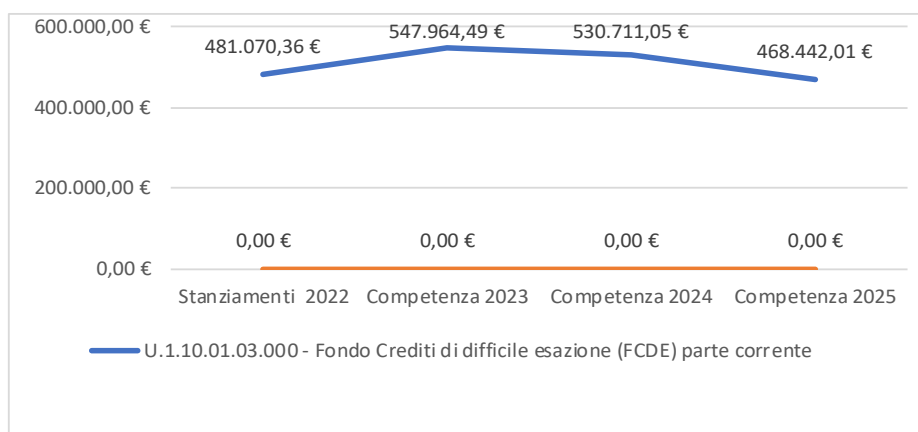 600.000,00 €
400.000,00 €
200.000,00 €
0,00 €
481.070,36 €
547.964,49 €
530.711,05 €
468.442,01 €
0,00 €
0,00 €
0,00 €
0,00 €
Stanziamenti 2022
Competenza 2023
Competenza 2024
Competenza 2025
U.1.10.01.03.000 - Fondo Crediti di difficile esazione (FCDE) parte corrente